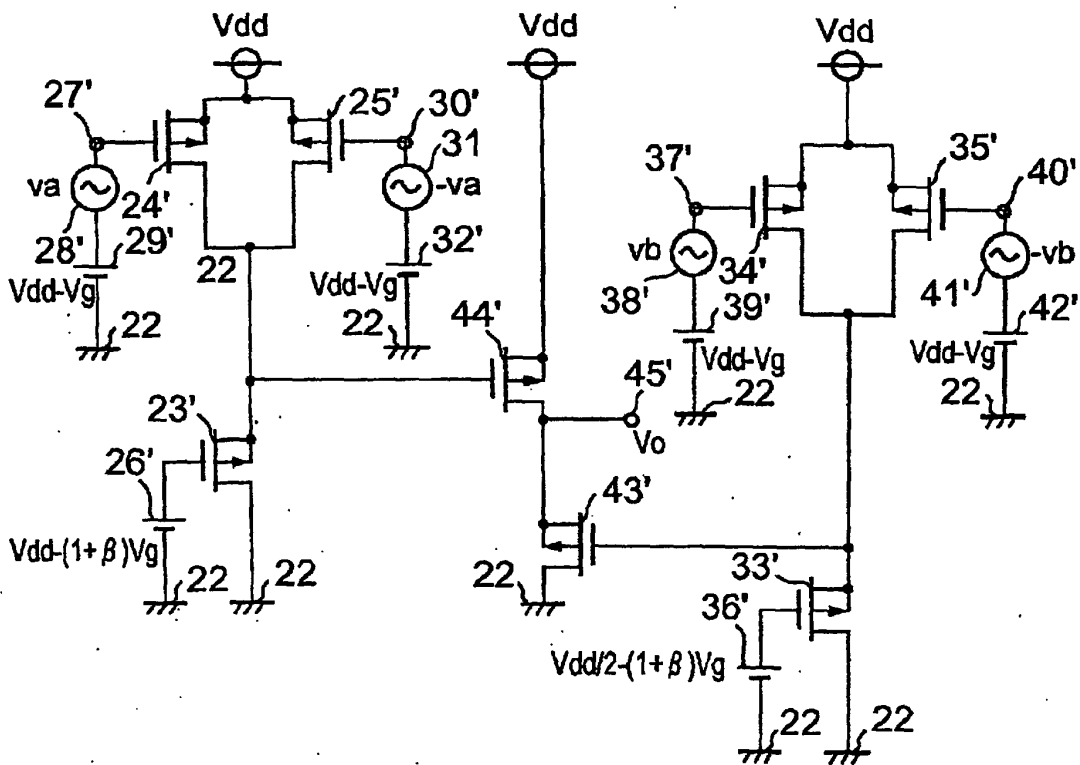 Vdd
Vdd
Vdd
27'
25'
30'
31
va
-va
24'
28'
29'
32'
22
Vdd-Vg
Vdd-Vg
22
22
44'
37'
35'
40'
vb
-vb
34'
38'
41'
39'
42'
Vdd-Vg
Vdd-Vg
22
22
45'
Vo
23'
26'
43'
Vdd-(1+β)Vg
22
22
22
33'
36'
Vdd/2-(1+β)Vg
22
22